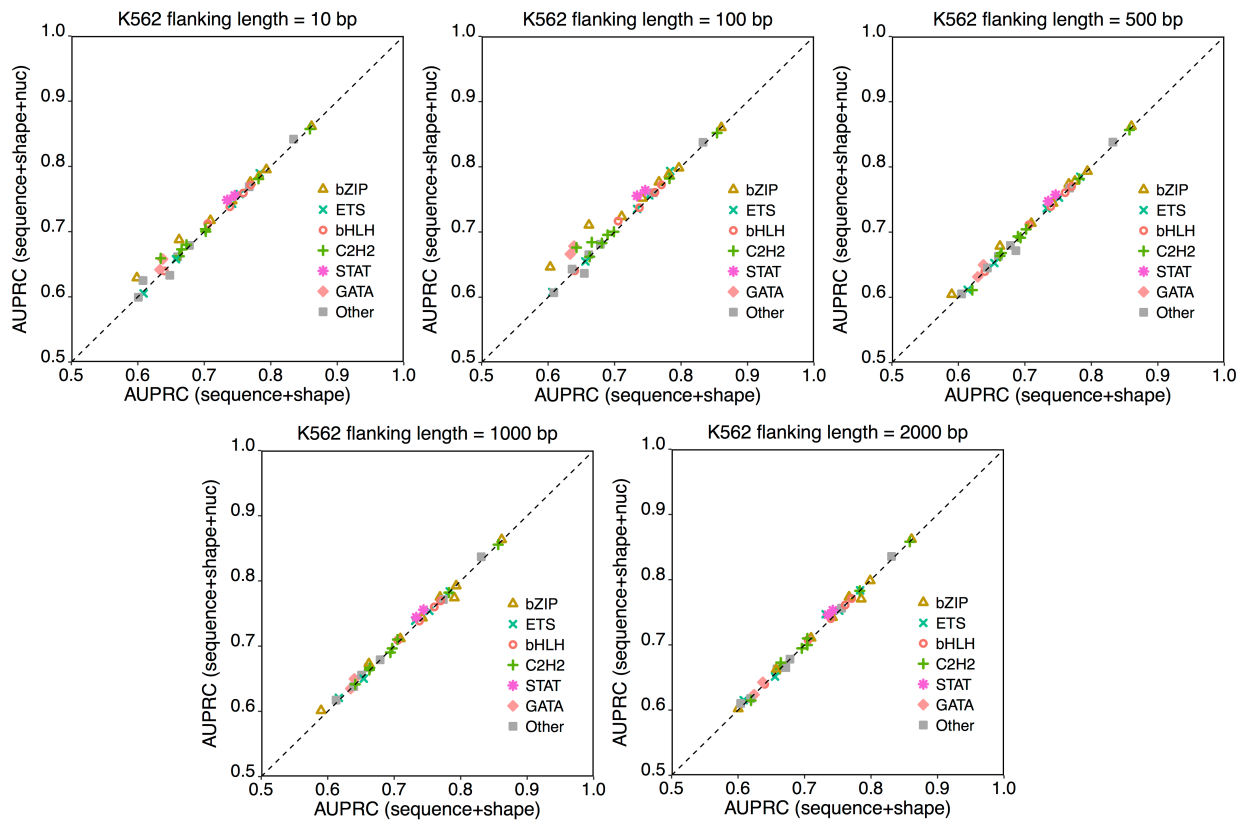 K562 flanking length = 10 bp
AUPRC (sequence+shape+nuc)
1.0
0.9
0.8
0.7
0.6
0.5
bZIP
ETS
bHLH
C2H2
STAT
GATA
Other
0.5 0.6 0.7 0.8 0.9 1.0
AUPRC (sequence+shape)
K562 flanking length = 100 bp
AUPRC (sequence+shape+nuc)
1.0
0.9
0.8
0.7
0.6
0.5
bZIP
ETS
bHLH
C2H2
STAT
GATA
Other
0.5 0.6 0.7 0.8 0.9 1.0
AUPRC (sequence+shape)
K562 flanking length = 500 bp
AUPRC (sequence+shape+nuc)
1.0
0.9
0.8
0.7
0.6
0.5
bZIP
ETS
bHLH
C2H2
STAT
GATA
Other
0.5 0.6 0.7 0.8 0.9 1.0
AUPRC (sequence+shape)
K562 flanking length = 1000 bp
AUPRC (sequence+shape+nuc)
1.0
0.9
0.8
0.7
0.6
0.5
bZIP
ETS
bHLH
C2H2
STAT
GATA
Other
0.5 0.6 0.7 0.8 0.9 1.0
AUPRC (sequence+shape)
K562 flanking length = 2000 bp
AUPRC (sequence+shape+nuc)
1.0
0.9
0.8
0.7
0.6
0.5
bZIP
ETS
bHLH
C2H2
STAT
GATA
Other
0.5 0.6 0.7 0.8 0.9 1.0
AUPRC (sequence+shape)